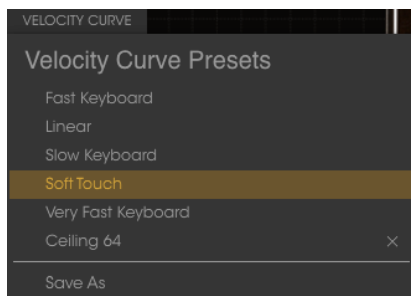 VELOCITY CURVE
Velocity Curve Presets
Fast Keyboard
Linear
Slow Keyboard
Soft Touch
Very Fast Keyboard
Ceiling 64
Save As